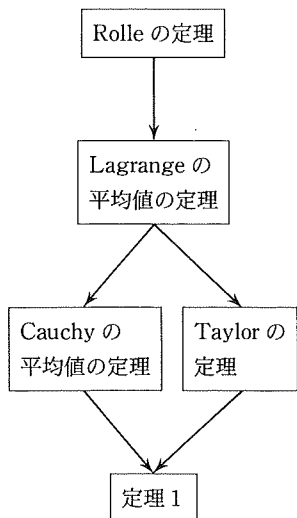 Rolle の定理
Lagrange の
平均値の定理
Cauchy の
平均値の定理
Taylor の
定理
定理 1